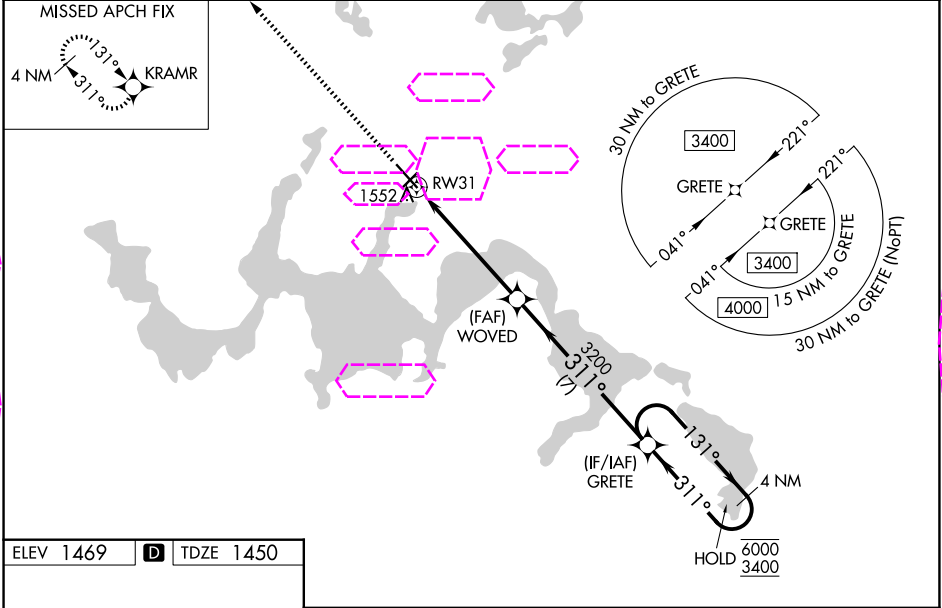 MISSED APCH FIX
131°
4 NM
KRAMR
311°
30 NM to GRETE
3400
221°
GRETE
041°
221°
GRETE
041°
3400
15 NM to GRETE
4000
30 NM to GRETE (NoPT)
RW31
1552
(FAF)
WOVED
3200
311°
(7)
(IF/IAF)
GRETE
131°
311°
4 NM
HOLD
6000
3400
ELEV 1469
D
TDZE 1450